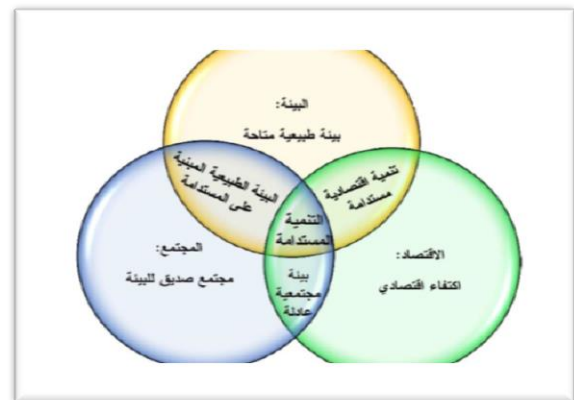 البيئة:
بيئة طبيعية متاحة
البيئة الطبيعية المبنية
على المستدامة
تنمية اقتصادية
مستدامة
التنمية
المستدامة
المجتمع:
مجتمع صديق للبيئة
الاقتصاد:
اكتفاء اقتصادي
بيئة
مجتمعية
عادلة